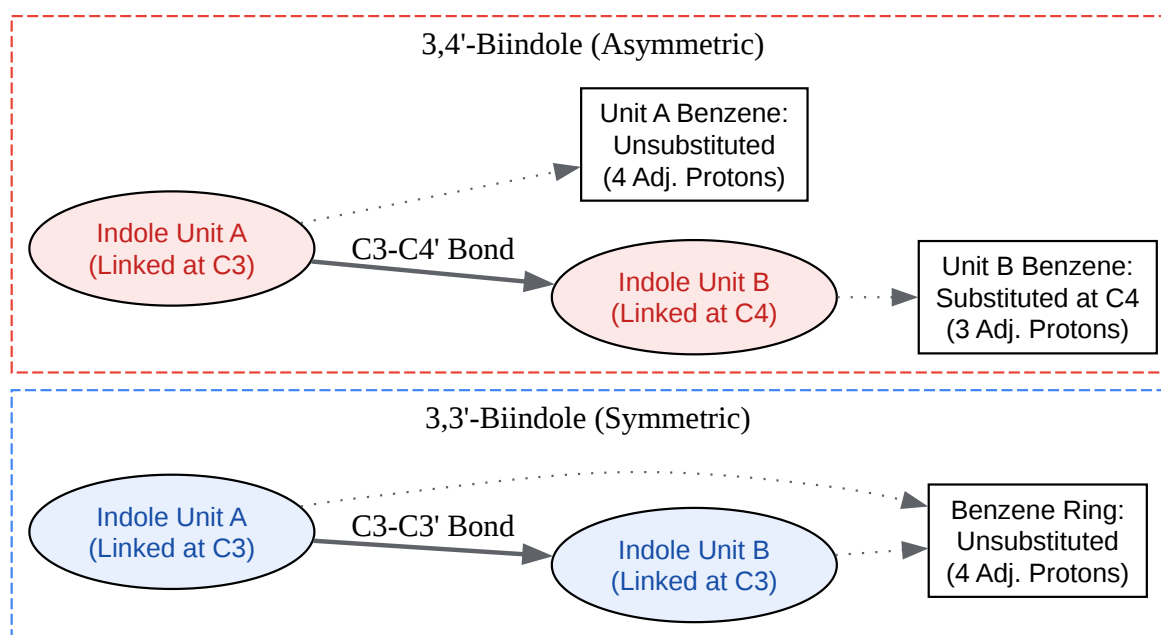 3,4'-Biindole (Asymmetric)
Unit A Benzene:
Unsubstituted
(4 Adj. Protons)
Indole Unit A
(Linked at C3)
C3-C4' Bond
Indole Unit B
(Linked at C4)
Unit B Benzene:
Substituted at C4
(3 Adj. Protons)
3,3'-Biindole (Symmetric)
Indole Unit A
(Linked at C3)
C3-C3' Bond
Indole Unit B
(Linked at C3)
Benzene Ring:
Unsubstituted
(4 Adj. Protons)